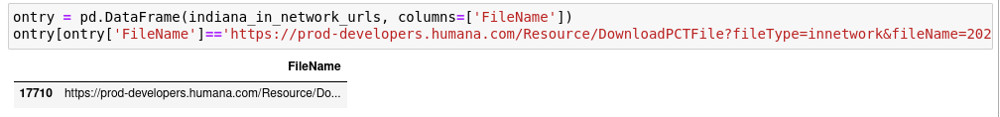 ontry = pd.DataFrame(indiana_in_network_urls, columns=['FileName'])
ontry[ontry['FileName']=='https://prod-developers.humana.com/Resource/DownloadPCTFile?fileType=innetwork&fileName=202
FileName
17710 https://prod-developers.humana.com/Resource/Do...